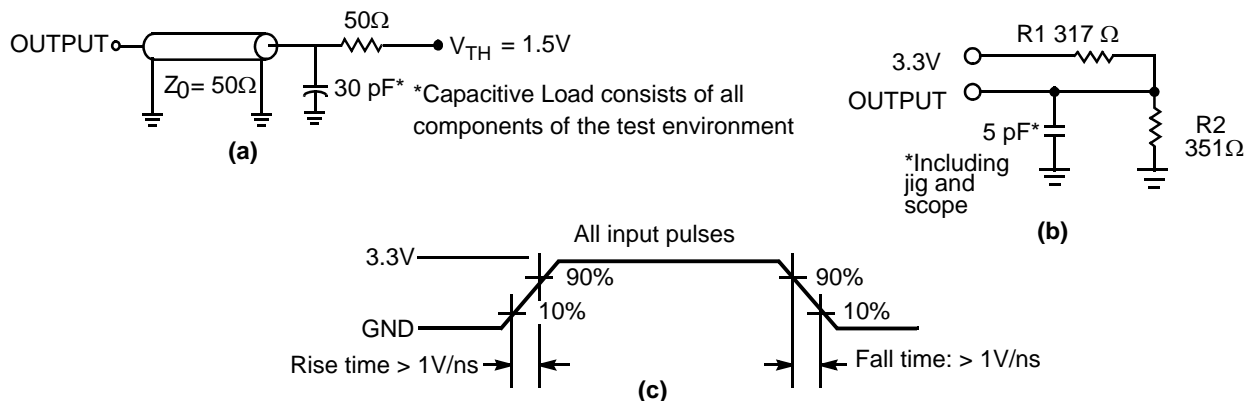 50Ω
OUTPUT
V_TH = 1.5V
Z0= 50Ω
30 pF*
*Capacitive Load consists of all
components of the test environment
(a)
R1 317 Ω
3.3V
OUTPUT
R2
351Ω
5 pF*
*Including
jig and
scope
(b)
All input pulses
3.3V
90%
90%
10%
10%
GND
Rise time > 1V/ns
Fall time: > 1V/ns
(c)